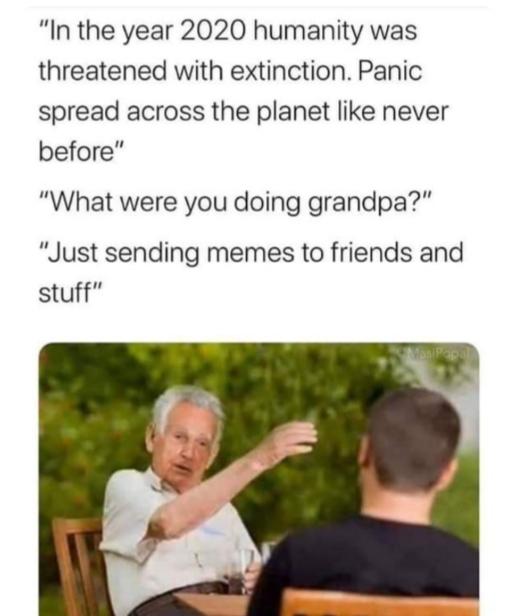 "In the year 2020 humanity was
threatened with extinction. Panic
spread across the planet like never
before"
"What were you doing grandpa?"
"Just sending memes to friends and
stuff"